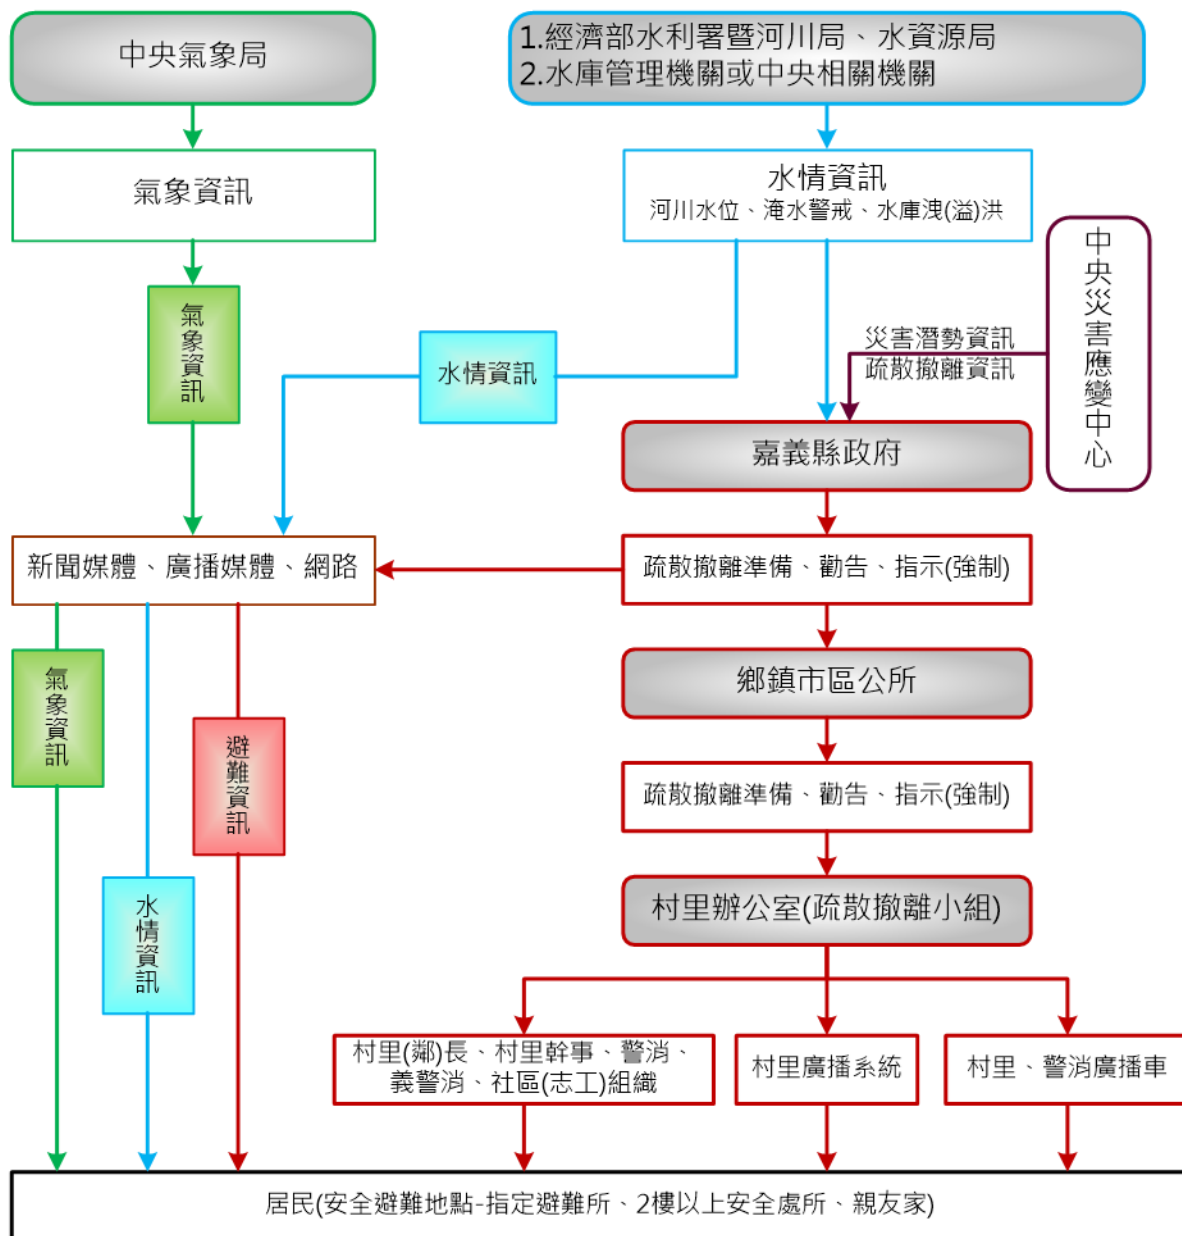 中央氣象局
1.經濟部水利署暨河川局、水資源局
2.水庫管理機關或中央相關機關
氣象資訊
水情資訊
河川水位、淹水警戒、水庫洩(溢)洪
中央災害應變中心
氣象資訊
水情資訊
災害潛勢資訊
疏散撤離資訊
嘉義縣政府
新聞媒體、廣播媒體、網路
疏散撤離準備、勸告、指示(強制)
氣象資訊
鄉鎮市區公所
避難資訊
疏散撤離準備、勸告、指示(強制)
水情資訊
村里辦公室(疏散撤離小組)
村里(鄰)長、村里幹事、警消、
義警消、社區(志工)組織
村里廣播系統
村里、警消廣播車
居民(安全避難地點-指定避難所、2樓以上安全處所、親友家)